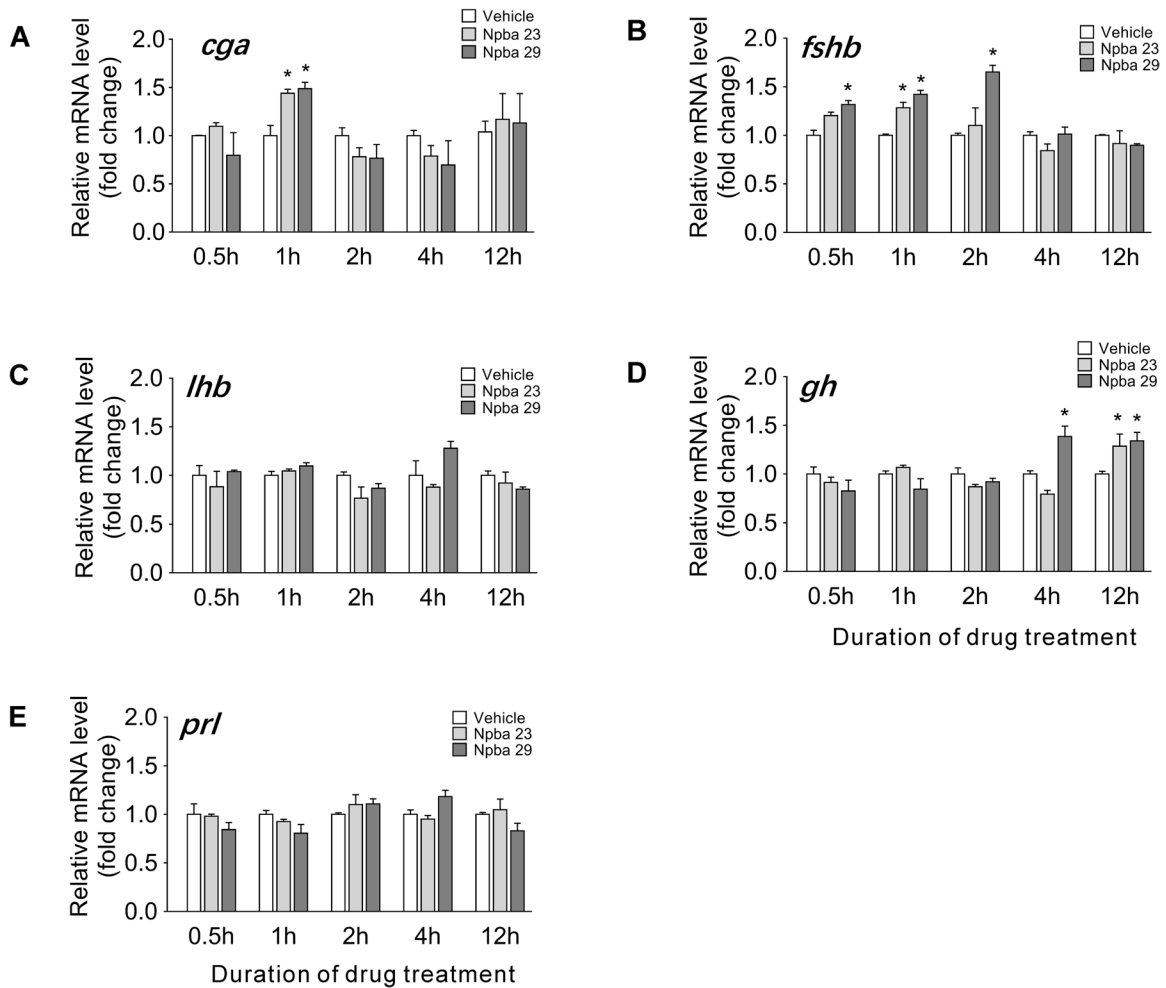 A
cga
Vehicle
Npba 23
Npba 29
Relative mRNA level
(fold change)
2.0
1.5
1.0
0.5
0.0
* *
0.5h 1h 2h 4h 12h
B
fshb
Vehicle
Npba 23
Npba 29
Relative mRNA level
(fold change)
2.0
1.5
1.0
0.5
0.0
* * * *
0.5h 1h 2h 4h 12h
C
lhb
Vehicle
Npba 23
Npba 29
Relative mRNA level
(fold change)
2.0
1.5
1.0
0.5
0.0
0.5h 1h 2h 4h 12h
D
gh
Vehicle
Npba 23
Npba 29
Relative mRNA level
(fold change)
2.0
1.5
1.0
0.5
0.0
* * *
0.5h 1h 2h 4h 12h
Duration of drug treatment
E
prl
Vehicle
Npba 23
Npba 29
Relative mRNA level
(fold change)
2.0
1.5
1.0
0.5
0.0
0.5h 1h 2h 4h 12h
Duration of drug treatment